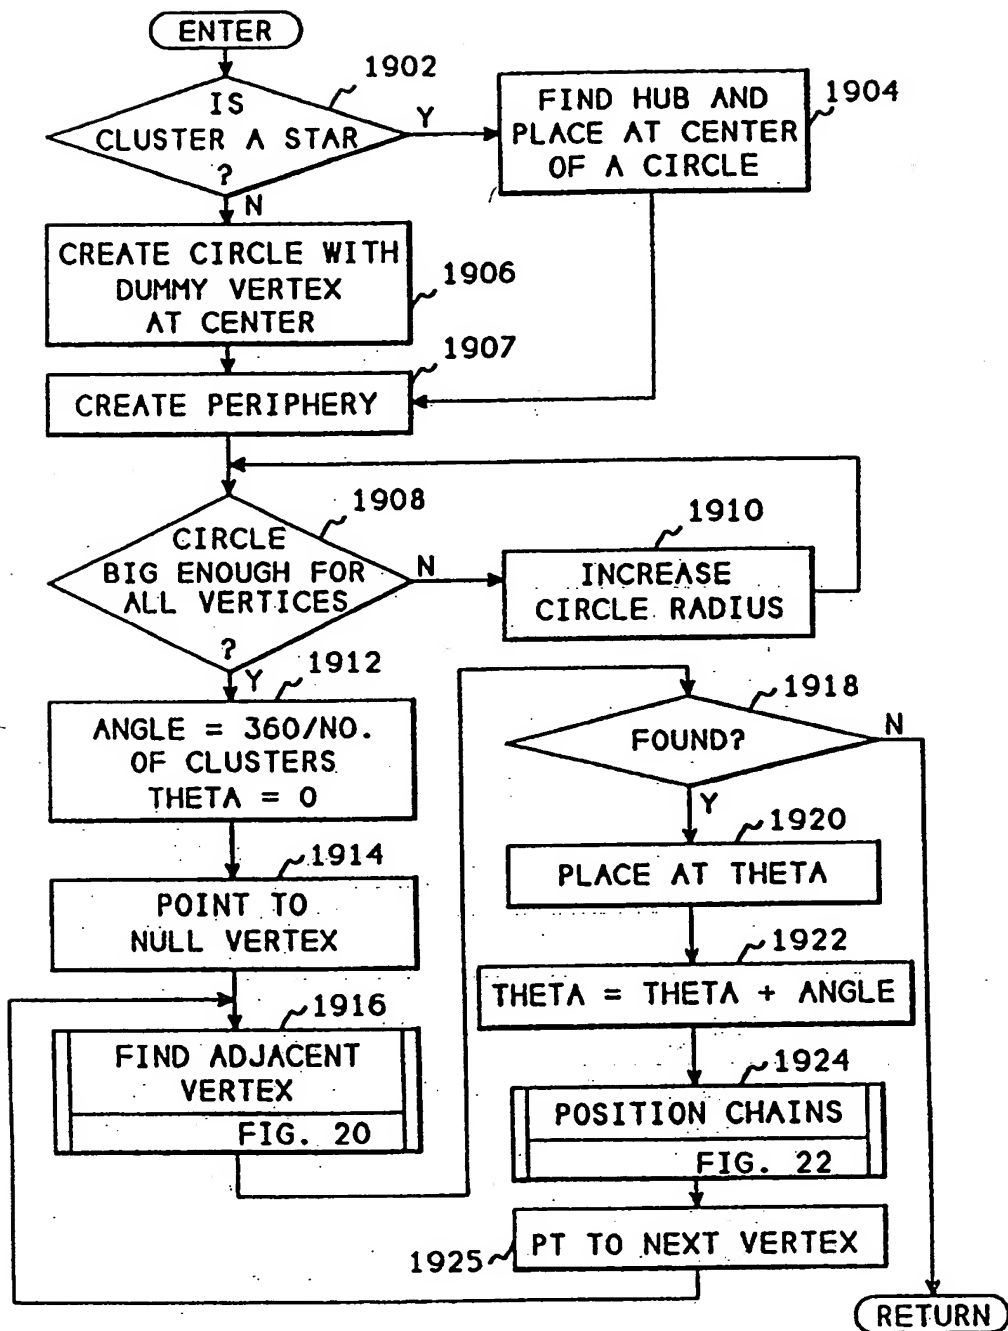 ENTER
1902
IS
CLUSTER A STAR
?
Y
N
FIND HUB AND
PLACE AT CENTER
OF A CIRCLE
1904
CREATE CIRCLE WITH
DUMMY VERTEX
AT CENTER
1906
1907
CREATE PERIPHERY
1908
CIRCLE
BIG ENOUGH FOR
ALL VERTICES
?
N
Y
1910
INCREASE
CIRCLE RADIUS
1912
ANGLE = 360/NO.
OF CLUSTERS
THETA = 0
1914
POINT TO
NULL VERTEX
1916
FIND ADJACENT
VERTEX
FIG. 20
1918
FOUND?
N
Y
1920
PLACE AT THETA
1922
THETA = THETA + ANGLE
1924
POSITION CHAINS
FIG. 22
1925
PT TO NEXT VERTEX
RETURN